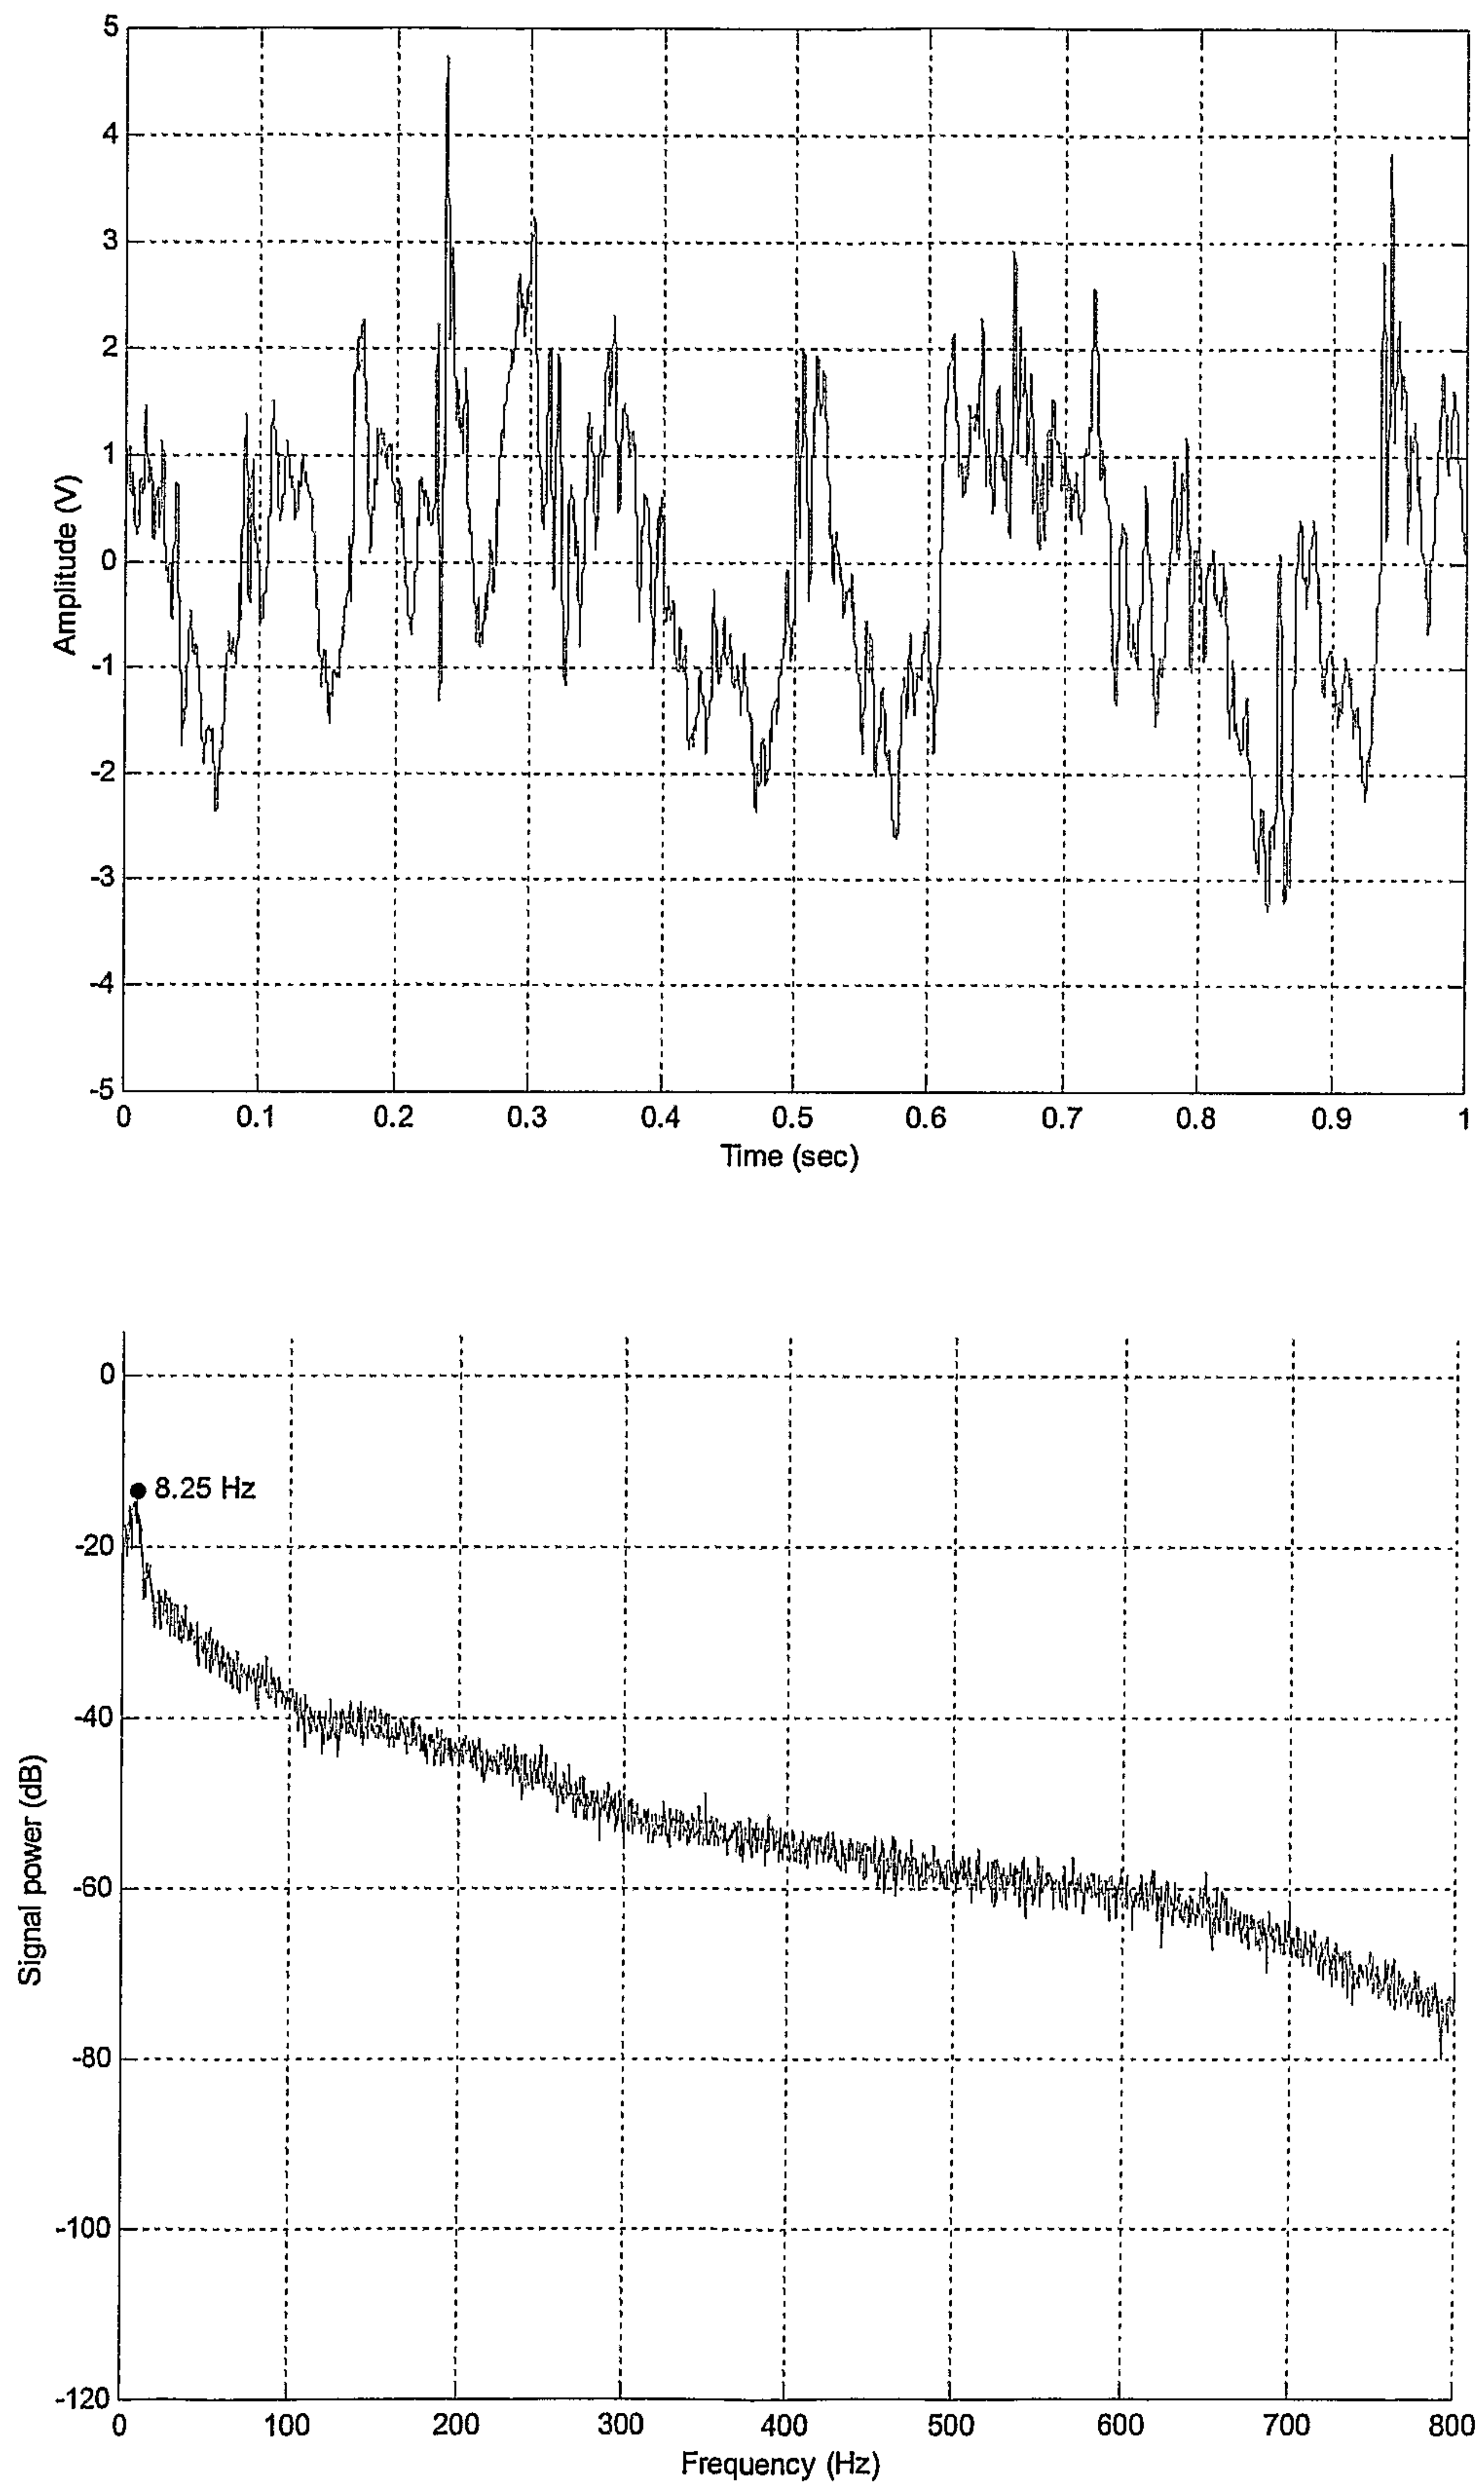 5
4
3
2
1
0
-1
-2
-3
-4
-5
Amplitude (V)
0 0.1 0.2 0.3 0.4 0.5 0.6 0.7 0.8 0.9 1
Time (sec)
0
8.25 Hz
-20
-40
-60
-80
-100
-120
Signal power (dB)
0 100 200 300 400 500 600 700 800
Frequency (Hz)